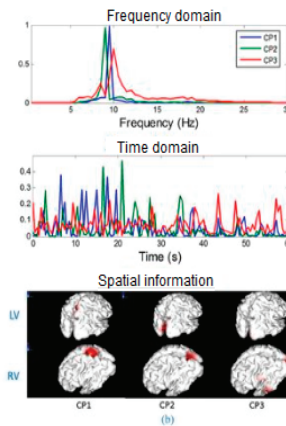 Frequency domain
1
0.5
0
5
10
15
20
25
Frequency (Hz)
CP1
CP2
CP3
Time domain
0.4
0.3
0.2
0.1
0
0
10
20
30
40
50
60
Time (s)
Spatial information
LV
RV
CP1
CP2
CP3
(b)